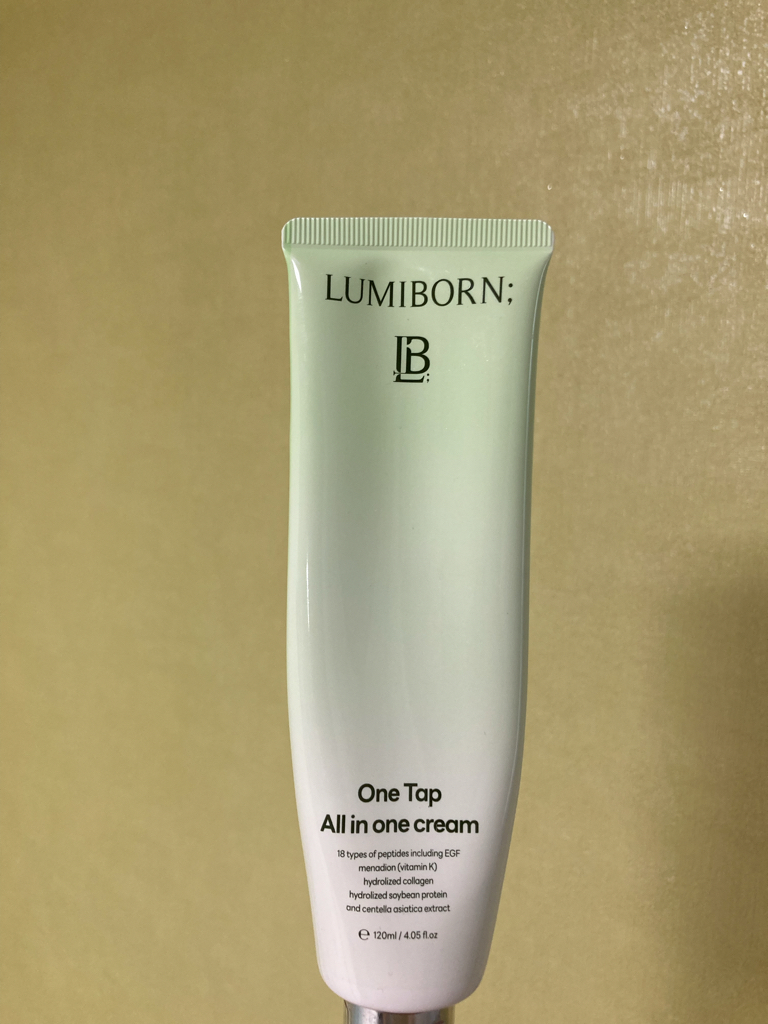 LUMIBORN;
LB;
One Tap
All in one cream
18 types of peptides including EGF
menadion (vitamin K)
hydrolized collagen
hydrolized soybean protein
and centella asiatica extract
℮ 120ml / 4.05 fl.oz